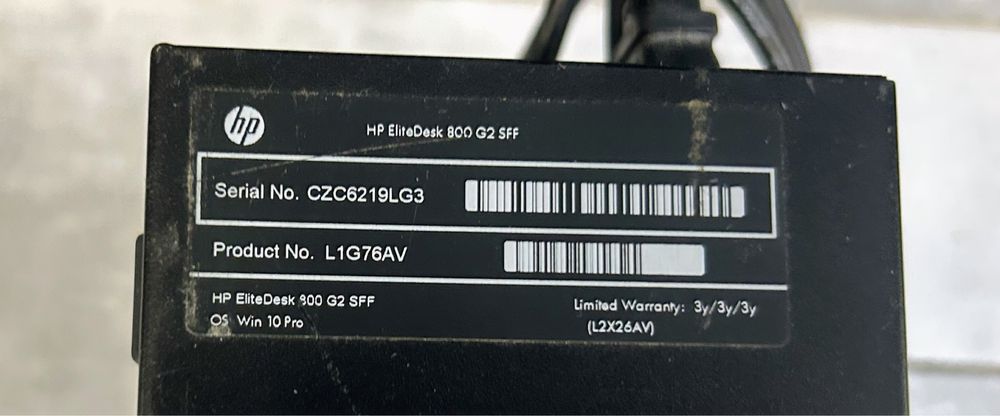 hp
HP EliteDesk 800 G2 SFF
Serial No. CZC6219LG3
Product No. L1G76AV
HP EliteDesk 800 G2 SFF
OS Win 10 Pro
Limited Warranty: 3y/3y/3y
(L2X26AV)